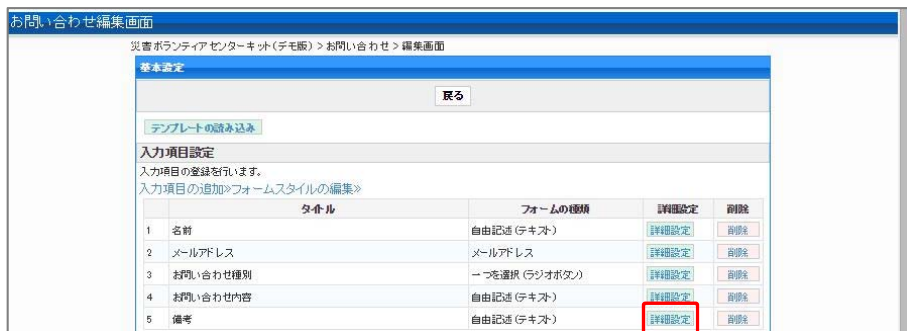 お問い合わせ編集画面
災害ボランティアセンターキット(デモ版) > お問い合わせ > 編集画面
基本設定
戻る
テンプレートの読み込み
入力項目設定
入力項目の登録を行います。
入力項目の追加»フォームスタイルの編集»
タイトル フォームの種類 詳細設定 削除
1 名前 自由記述(テキスト) 詳細設定 削除
2 メールアドレス メールアドレス 詳細設定 削除
3 お問い合わせ種別 一つを選択(ラジオボタン) 詳細設定 削除
4 お問い合わせ内容 自由記述(テキスト) 詳細設定 削除
5 備考 自由記述(テキスト) 詳細設定 削除